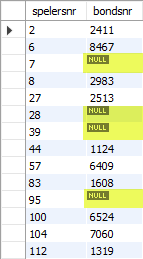 spelersnr bondsnr
2 2411
6 8467
7 NULL
8 2983
27 2513
28 NULL
39 NULL
44 1124
57 6409
83 1608
95 NULL
100 6524
104 7060
112 1319